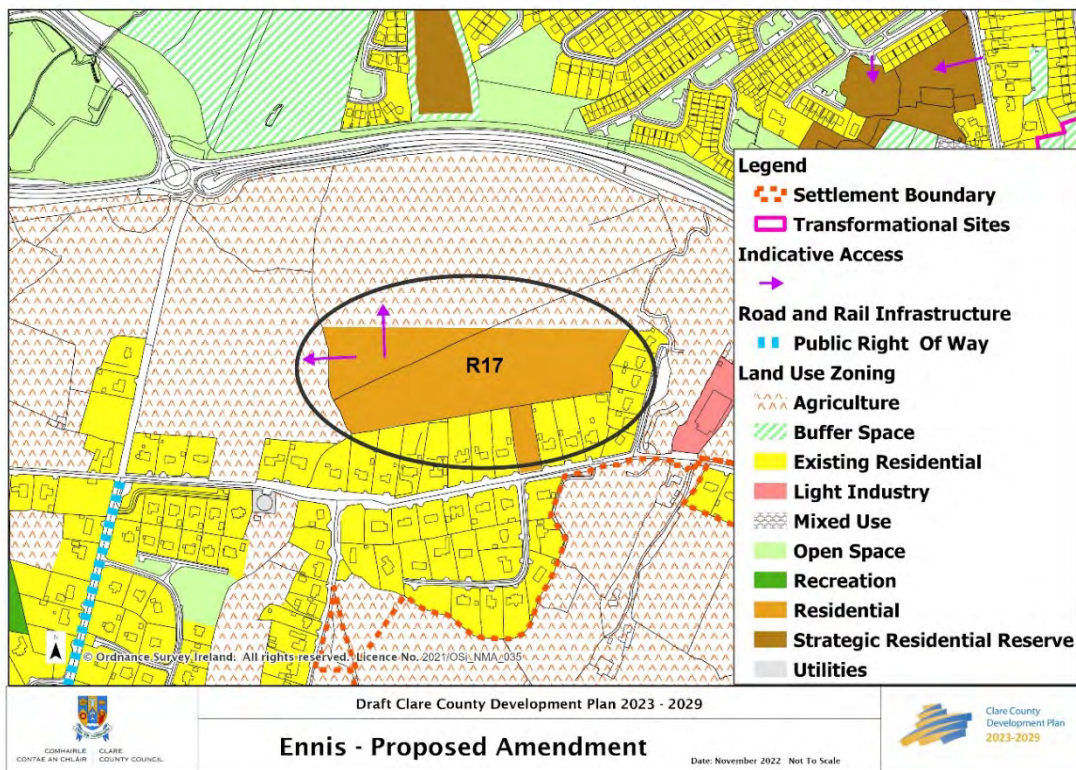 R17
Legend
Settlement Boundary
Transformational Sites
Indicative Access
Road and Rail Infrastructure
Public Right Of Way
Land Use Zoning
Agriculture
Buffer Space
Existing Residential
Light Industry
Mixed Use
Open Space
Recreation
Residential
Strategic Residential Reserve
Utilities
N
© Ordnance Survey Ireland. All rights reserved. Licence No. 2021/OSi_NMA_035
COMHAIRLE CONTAE AN CHLÁIR
CLARE COUNTY COUNCIL
Draft Clare County Development Plan 2023 - 2029
Ennis - Proposed Amendment
Date: November 2022 Not To Scale
Clare County
Development Plan
2023-2029